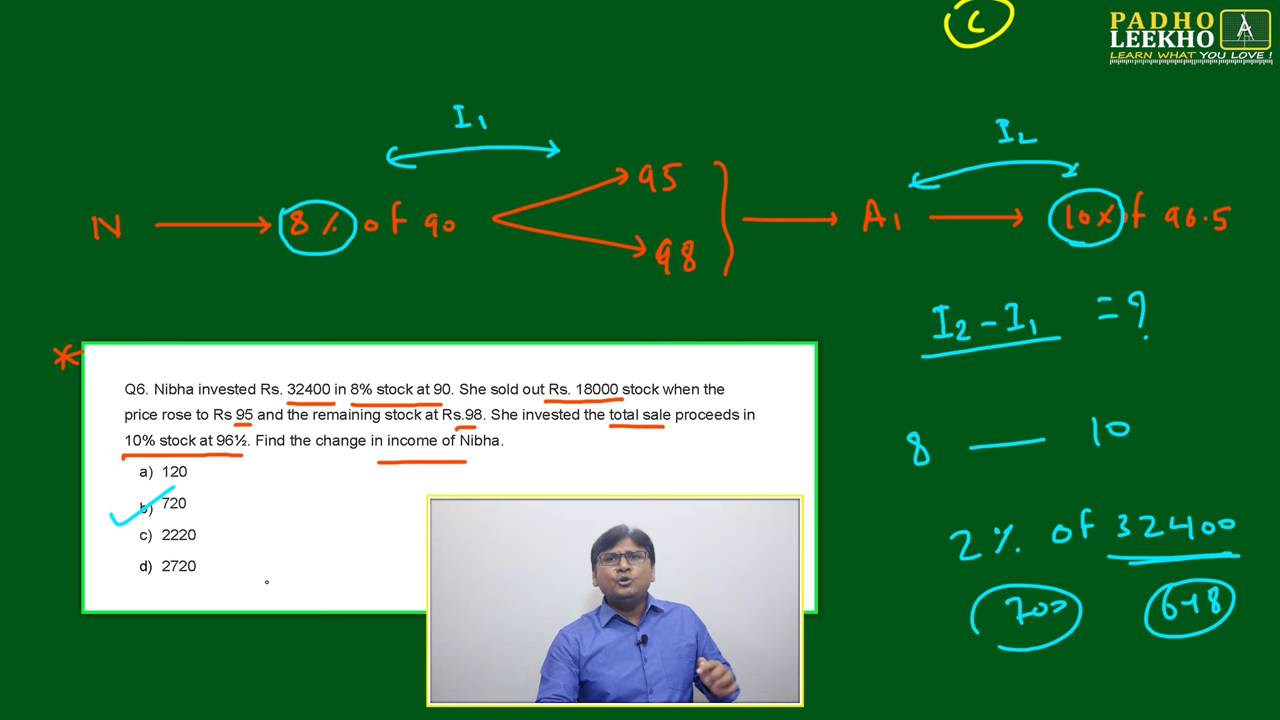 C
PADHO
LEEKHO
LEARN WHAT YOU LOVE !
I1
I2
95
N → 8% of 90
98
A1 → 10% of 96.5
I2 - I1 = ?
*
Q6. Nibha invested Rs. 32400 in 8% stock at 90. She sold out Rs. 18000 stock when the
price rose to Rs 95 and the remaining stock at Rs.98. She invested the total sale proceeds in
10% stock at 96½. Find the change in income of Nibha.
a) 120
b) 720
c) 2220
d) 2720
8 — 10
2% of 32400
700 648